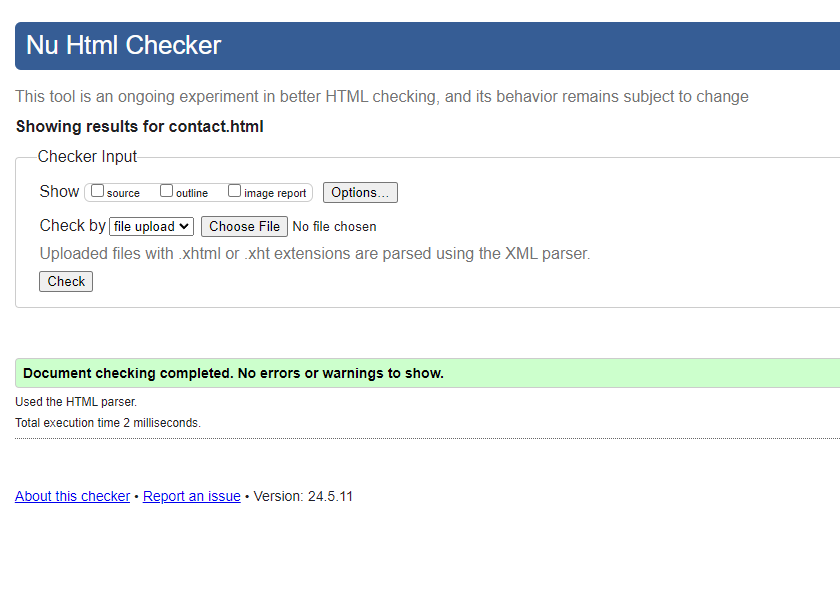 Nu Html Checker
This tool is an ongoing experiment in better HTML checking, and its behavior remains subject to change
Showing results for contact.html
Checker Input
Show source outline image report Options...
Check by file upload Choose File No file chosen
Uploaded files with .xhtml or .xht extensions are parsed using the XML parser.
Check
Document checking completed. No errors or warnings to show.
Used the HTML parser.
Total execution time 2 milliseconds.
About this checker • Report an issue • Version: 24.5.11